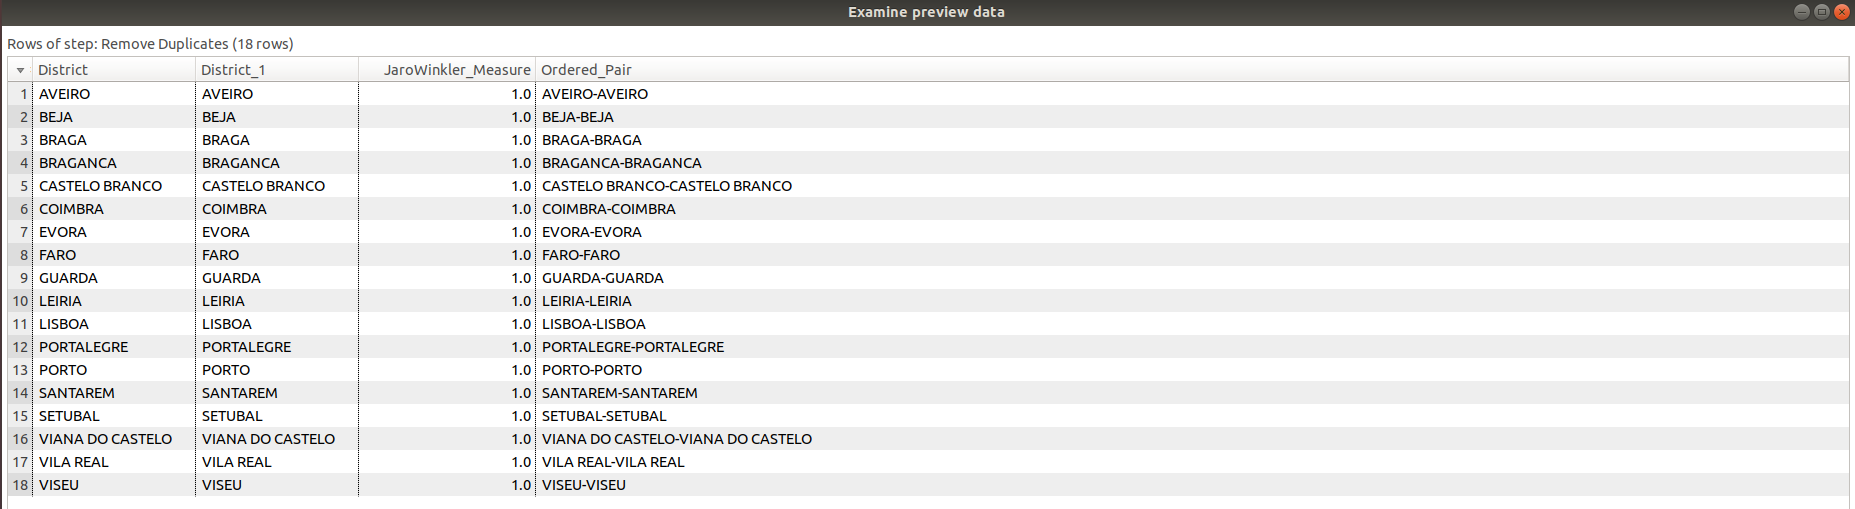 Examine preview data
Rows of step: Remove Duplicates (18 rows)
District District_1 JaroWinkler_Measure Ordered_Pair
1 AVEIRO AVEIRO 1.0 AVEIRO-AVEIRO
2 BEJA BEJA 1.0 BEJA-BEJA
3 BRAGA BRAGA 1.0 BRAGA-BRAGA
4 BRAGANCA BRAGANCA 1.0 BRAGANCA-BRAGANCA
5 CASTELO BRANCO CASTELO BRANCO 1.0 CASTELO BRANCO-CASTELO BRANCO
6 COIMBRA COIMBRA 1.0 COIMBRA-COIMBRA
7 EVORA EVORA 1.0 EVORA-EVORA
8 FARO FARO 1.0 FARO-FARO
9 GUARDA GUARDA 1.0 GUARDA-GUARDA
10 LEIRIA LEIRIA 1.0 LEIRIA-LEIRIA
11 LISBOA LISBOA 1.0 LISBOA-LISBOA
12 PORTALEGRE PORTALEGRE 1.0 PORTALEGRE-PORTALEGRE
13 PORTO PORTO 1.0 PORTO-PORTO
14 SANTAREM SANTAREM 1.0 SANTAREM-SANTAREM
15 SETUBAL SETUBAL 1.0 SETUBAL-SETUBAL
16 VIANA DO CASTELO VIANA DO CASTELO 1.0 VIANA DO CASTELO-VIANA DO CASTELO
17 VILA REAL VILA REAL 1.0 VILA REAL-VILA REAL
18 VISEU VISEU 1.0 VISEU-VISEU